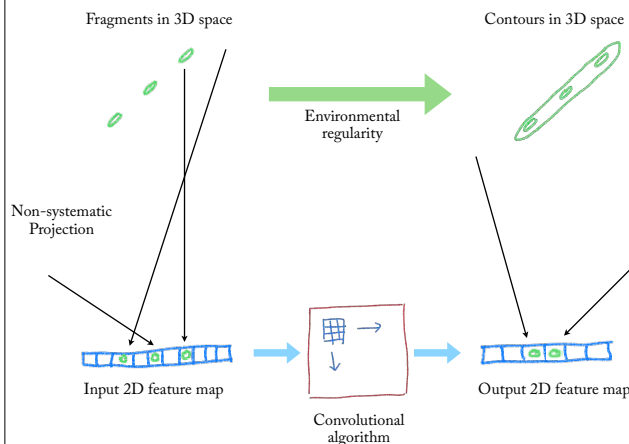 Fragments in 3D space
Contours in 3D space
Environmental
regularity
Non-systematic
Projection
Input 2D feature map
Convolutional
algorithm
Output 2D feature map